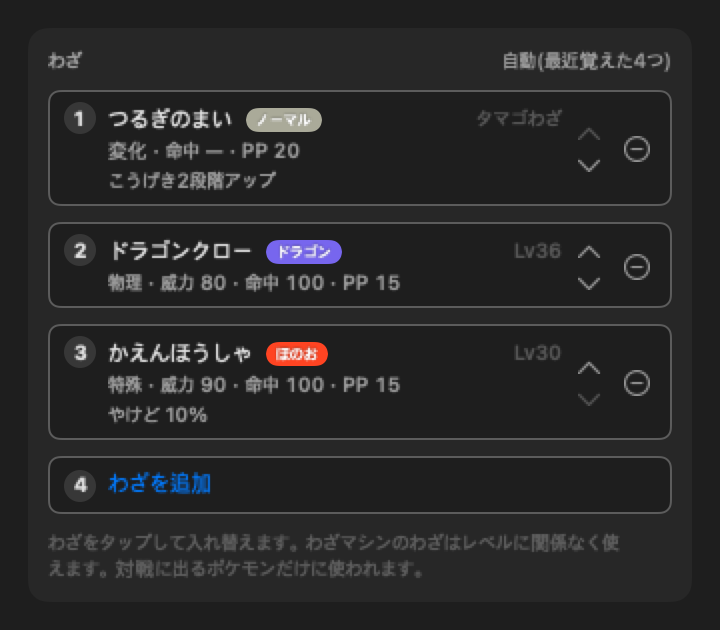 わざ 自動(最近覚えた4つ)
1 つるぎのまい ノーマル タマゴわざ
変化・命中 ー・PP 20
こうげき2段階アップ
2 ドラゴンクロー ドラゴン Lv36
物理・威力 80・命中 100・PP 15
3 かえんほうしゃ ほのお Lv30
特殊・威力 90・命中 100・PP 15
やけど 10%
4 わざを追加
わざをタップして入れ替えます。わざマシンのわざはレベルに関係なく使
えます。対戦に出るポケモンだけに使われます。